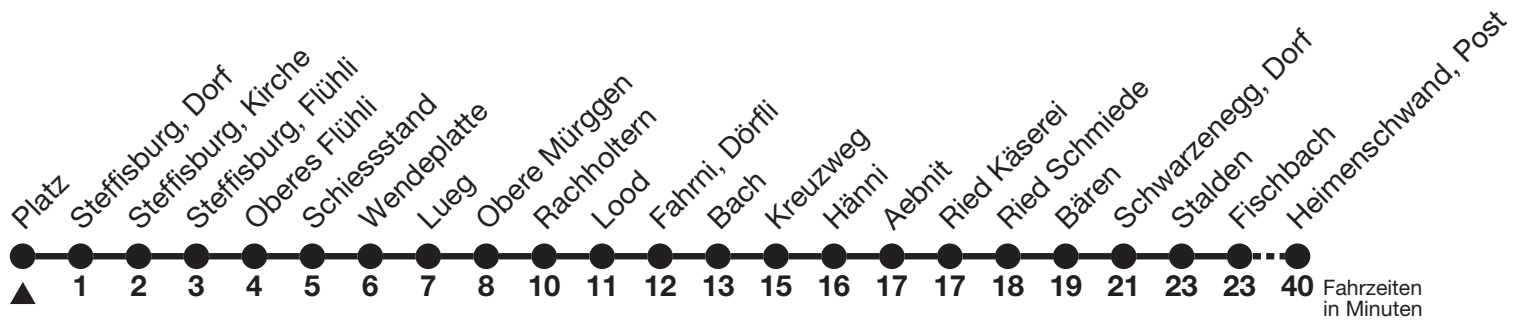 Platz
Steffisburg, Dorf
Steffisburg, Kirche
Steffisburg, Flühli
Oberes Flühli
Schiessstand
Wendeplatte
Lueg
Obere Mürggen
Rachholtern
Lood
Fahrni, Dörfli
Bach
Kreuzweg
Hänni
Aebnit
Ried Käserei
Ried Schmiede
Bären
Schwarzenegg, Dorf
Stalden
Fischbach
Heimenschwand, Post
1 2 3 4 5 6 7 8 10 11 12 13 15 16 17 17 18 19 21 23 23 40
Fahrzeiten
in Minuten